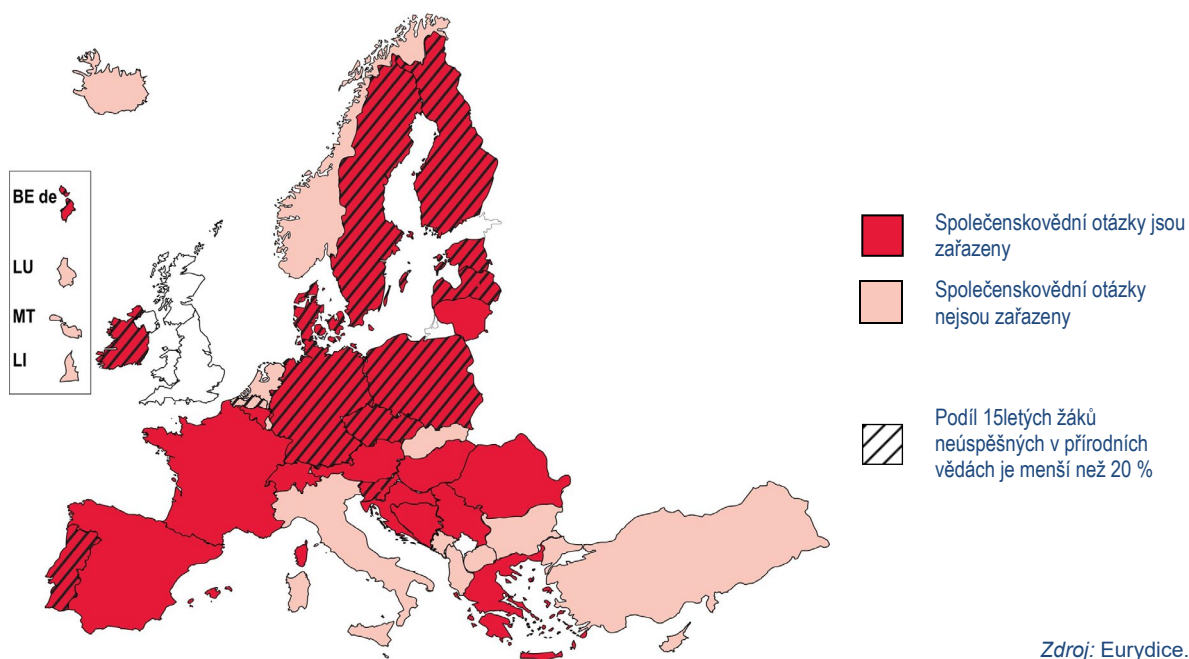 BE de
LU
MT
LI
Společenskovědní otázky jsou
zařazeny
Společenskovědní otázky
nejsou zařazeny
Podíl 15letých žáků
neúspěšných v přírodních
vědách je menší než 20 %
Zdroj: Eurydice.